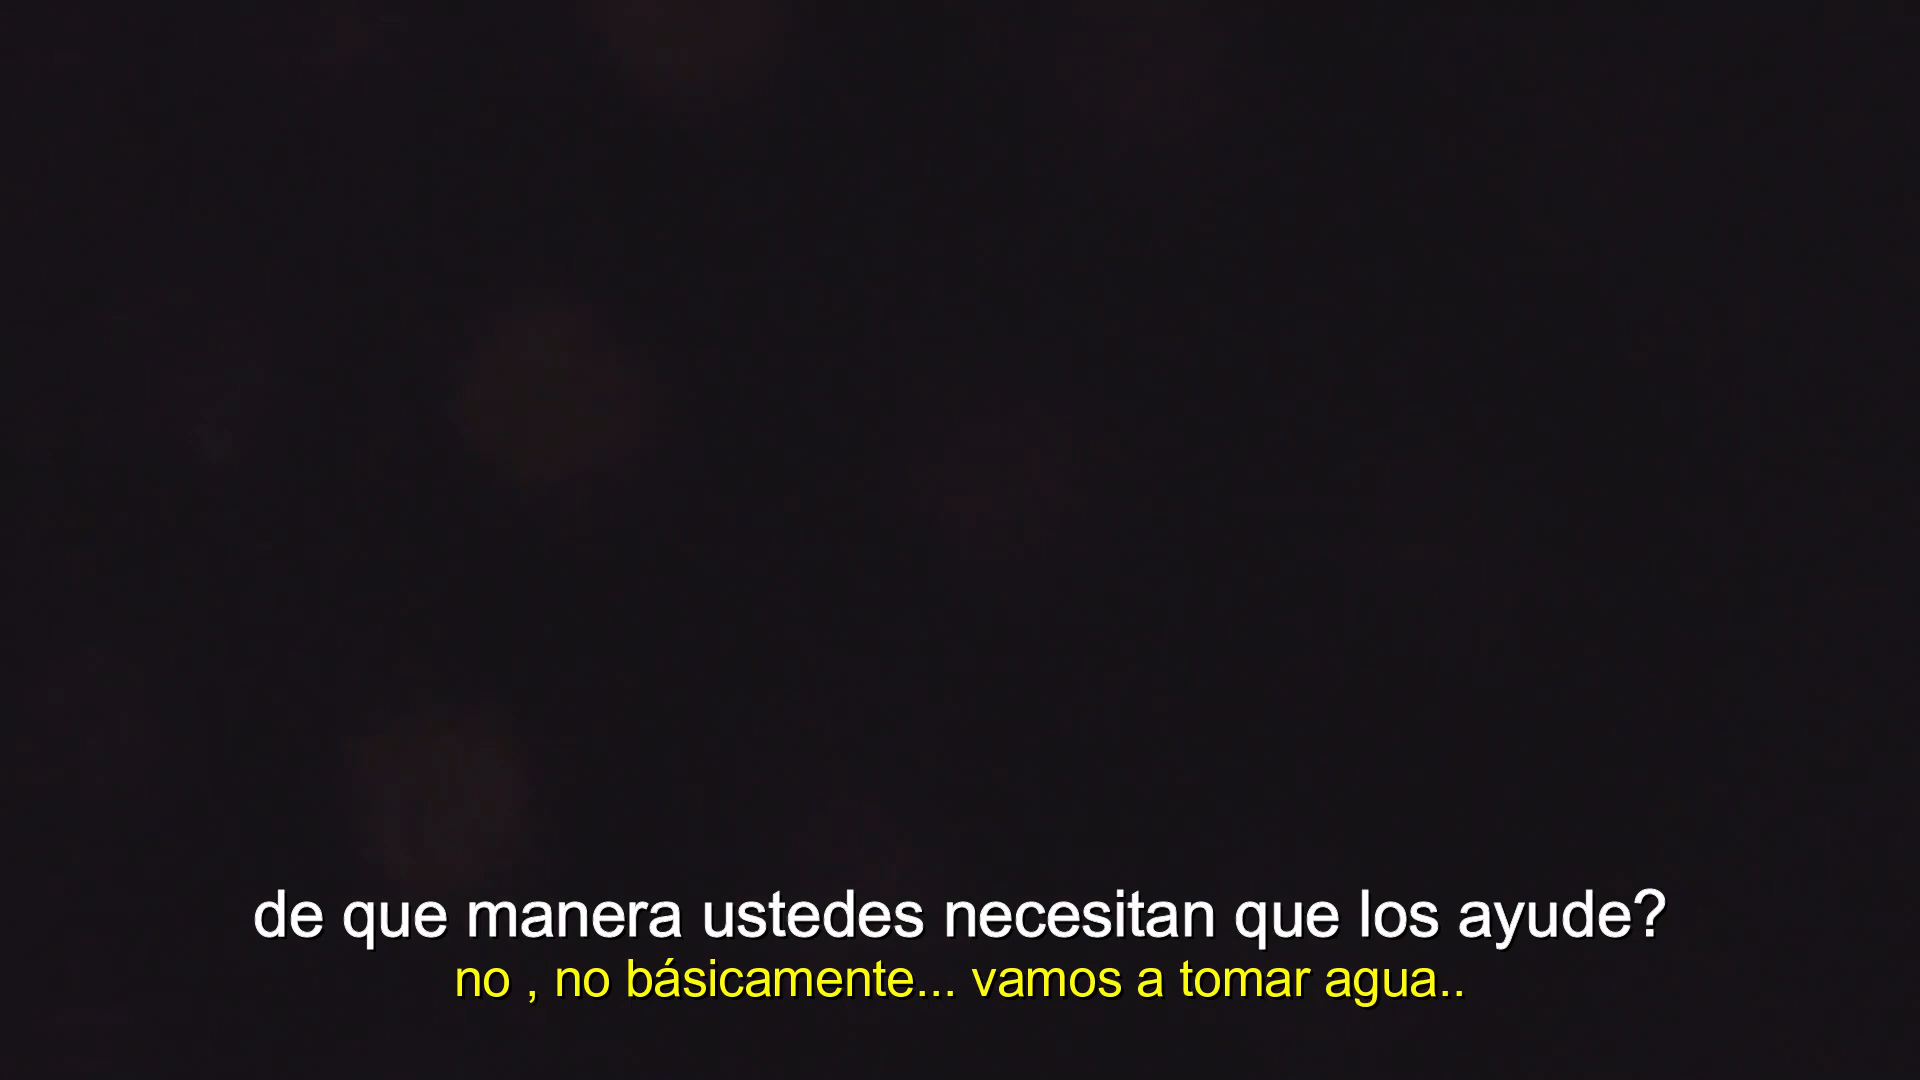 de que manera ustedes necesitan que los ayude?
no , no básicamente... vamos a tomar agua..